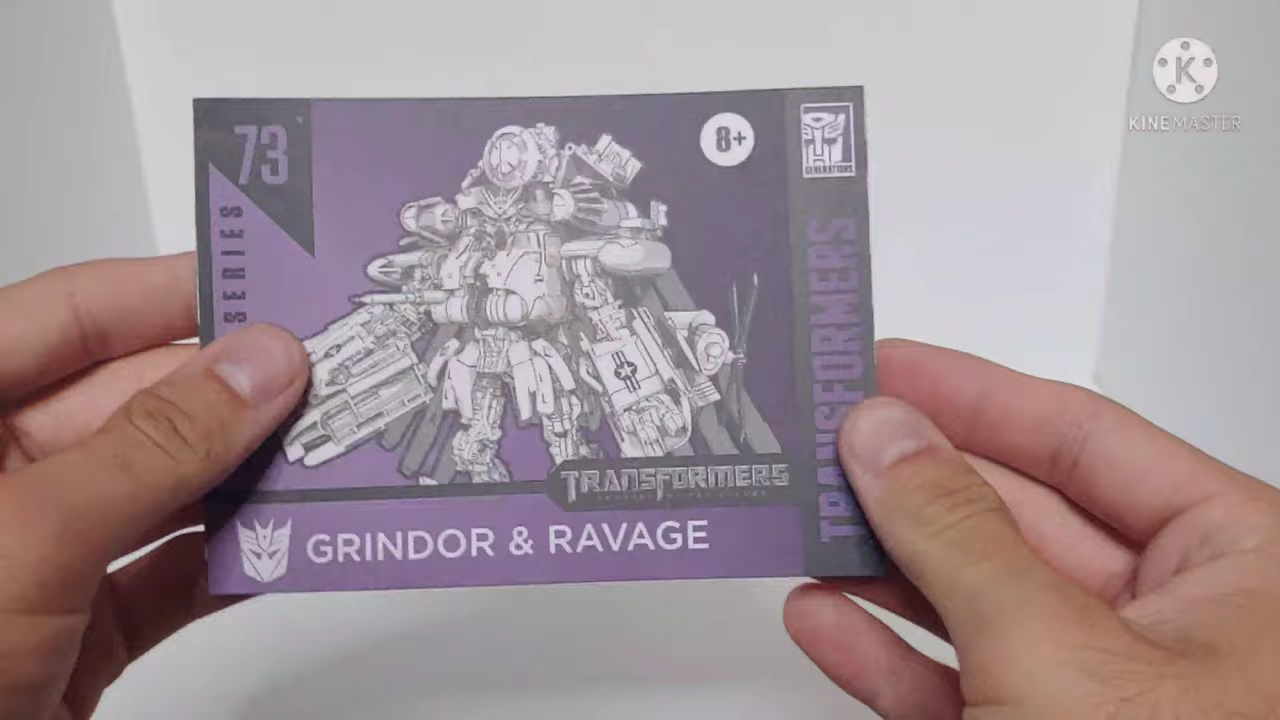 73
SERIES
8+
GENERATIONS
TRANSFORMERS
TRANSFORMERS
GRINDOR & RAVAGE
K
KINEMASTER